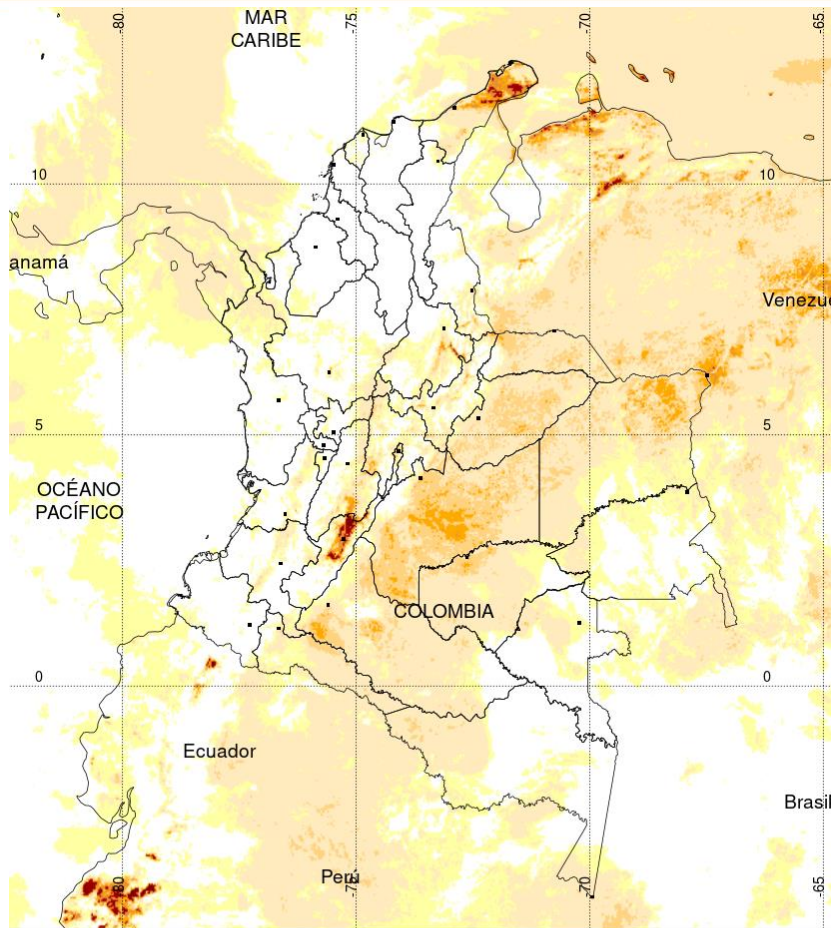 -80
-75
-70
-65
MAR
CARIBE
10
10
anamá
Venezue
5
5
OCÉANO
PACÍFICO
COLOMBIA
0
0
Ecuador
Brasil
Perú
-80
-75
-70
-65